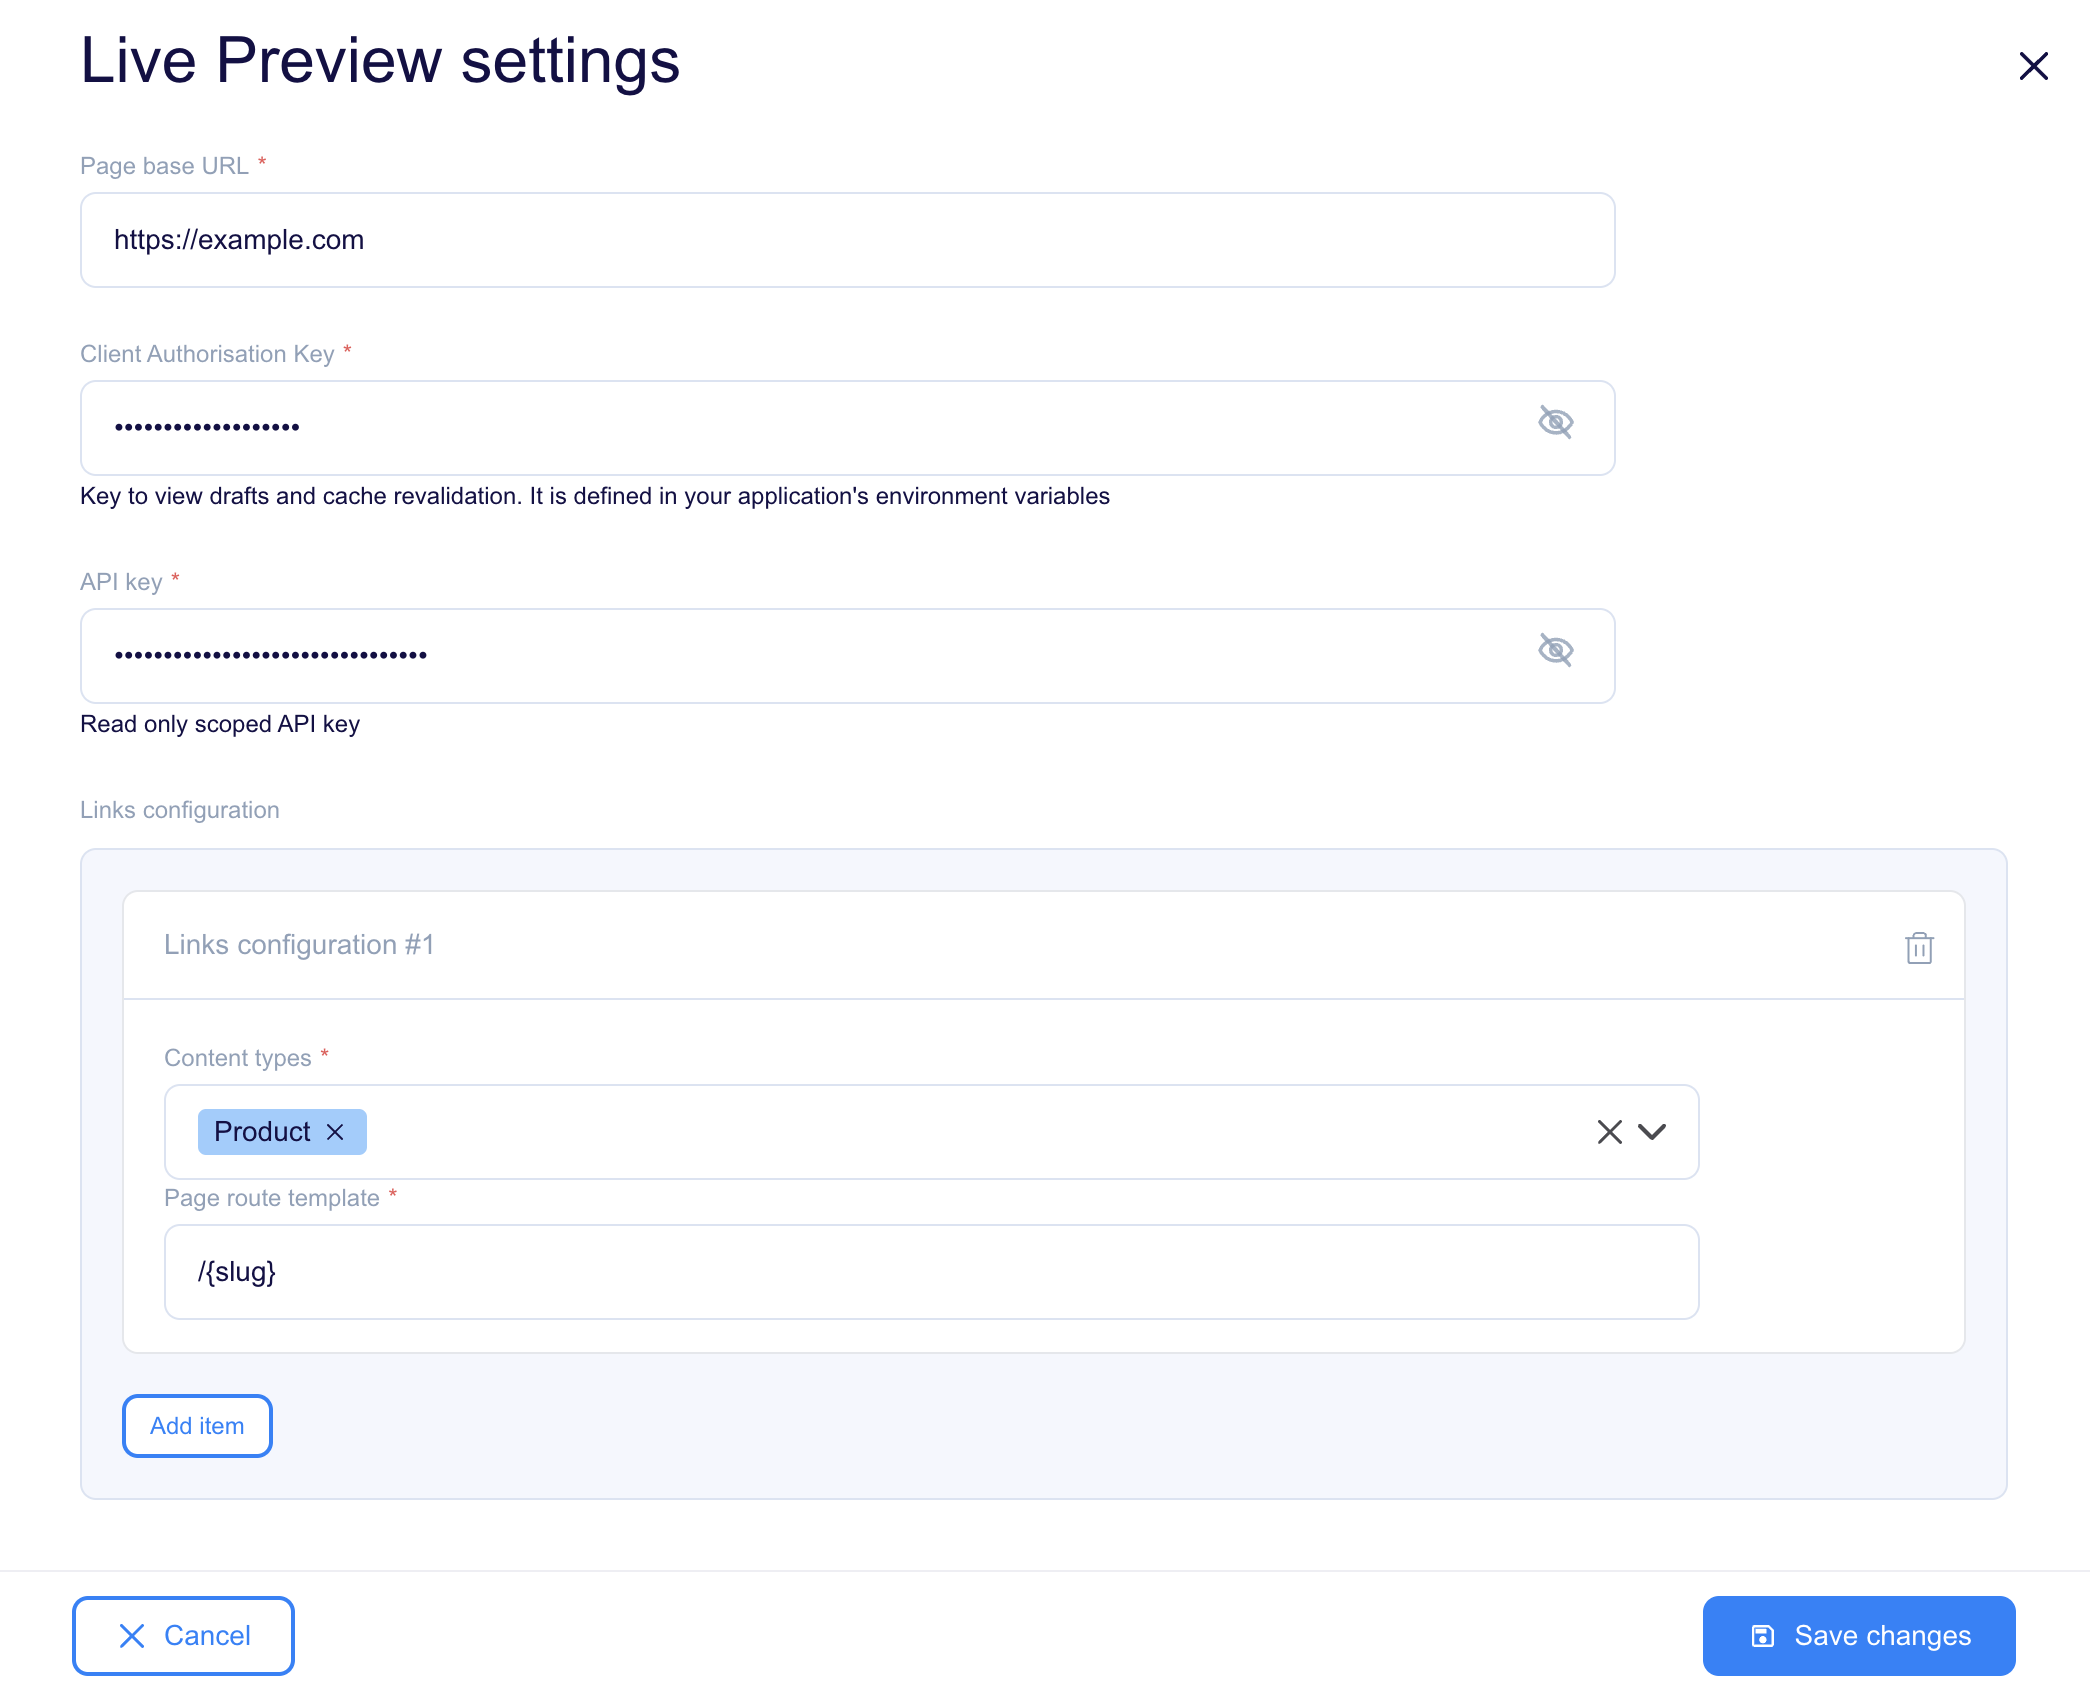 Live Preview settings
Page base URL *
https://example.com
Client Authorisation Key *
•••••••••••••••••••
Key to view drafts and cache revalidation. It is defined in your application's environment variables
API key *
••••••••••••••••••••••••••••••••
Read only scoped API key
Links configuration
Links configuration #1
Content types *
Product
Page route template *
/{slug}
Add item
Cancel
Save changes